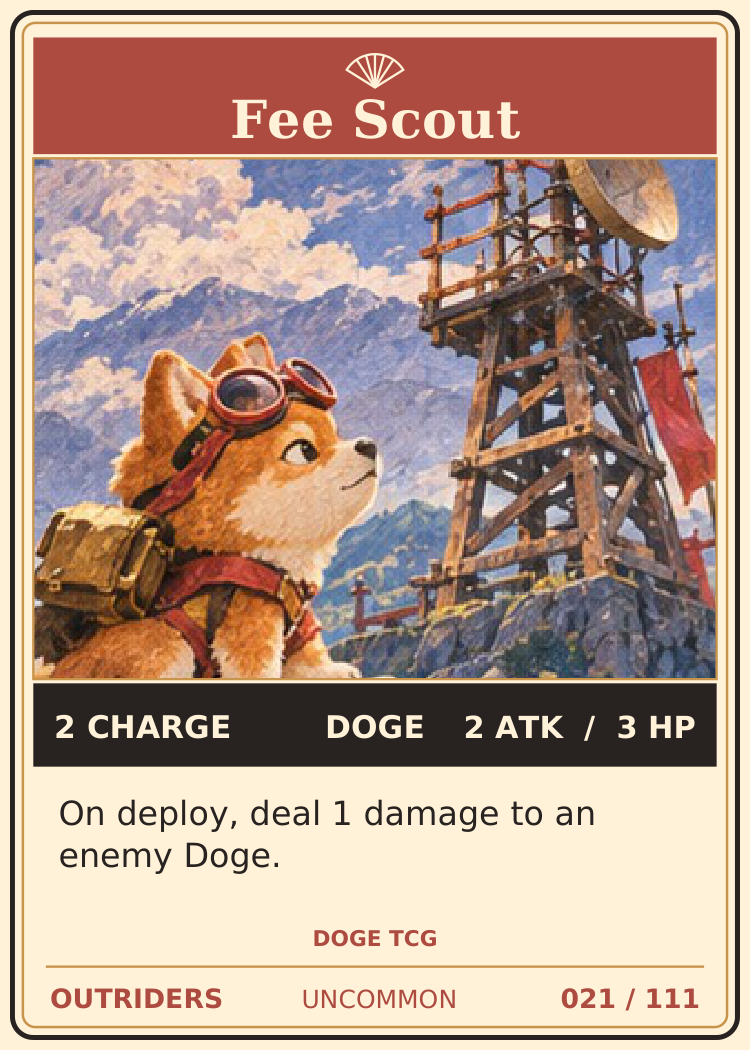 Fee Scout
2 CHARGE DOGE 2 ATK / 3 HP
On deploy, deal 1 damage to an
enemy Doge.
DOGE TCG
OUTRIDERS UNCOMMON 021 / 111